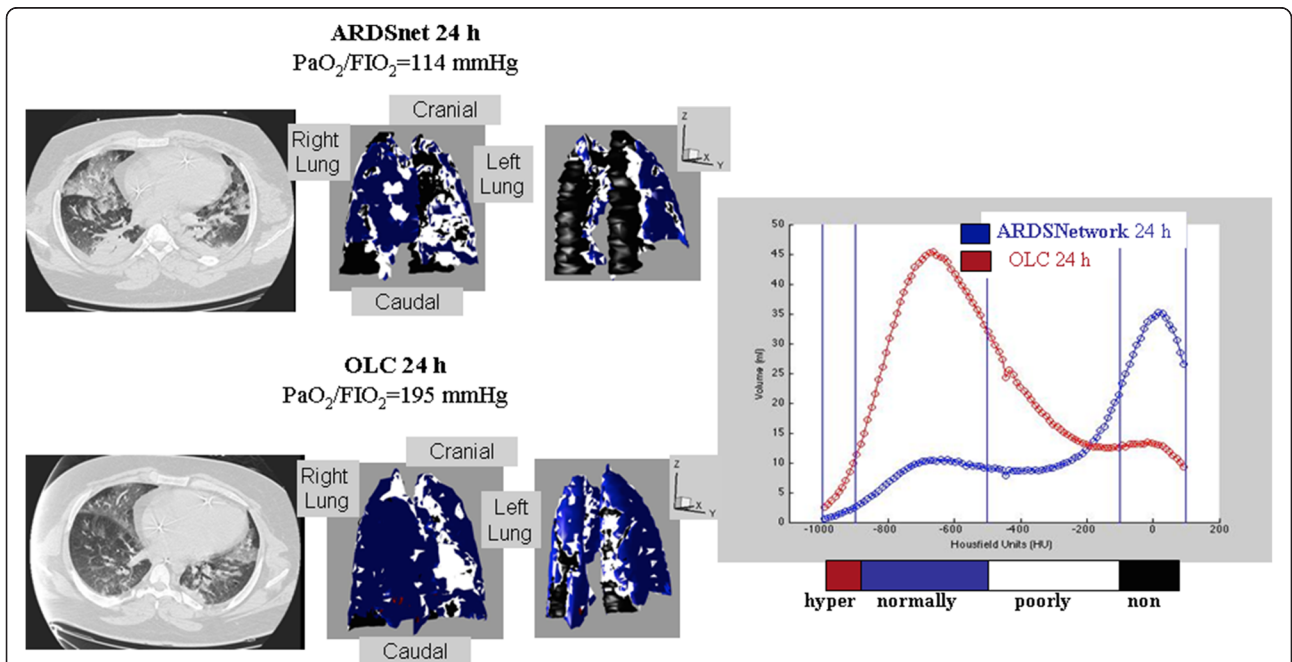 ARDSnet 24 h
PaO₂/FIO₂=114 mmHg
Cranial
Right
Lung
Left
Lung
Caudal
Z
X
Y
OLC 24 h
PaO₂/FIO₂=195 mmHg
Cranial
Right
Lung
Left
Lung
Caudal
Z
X
Y
ARDSNetwork 24 h
OLC 24 h
50
45
40
35
30
25
20
15
10
5
0
Volume (ml)
-1000 -800 -600 -400 -200 0 200
Housfield Units (HU)
hyper normally poorly non